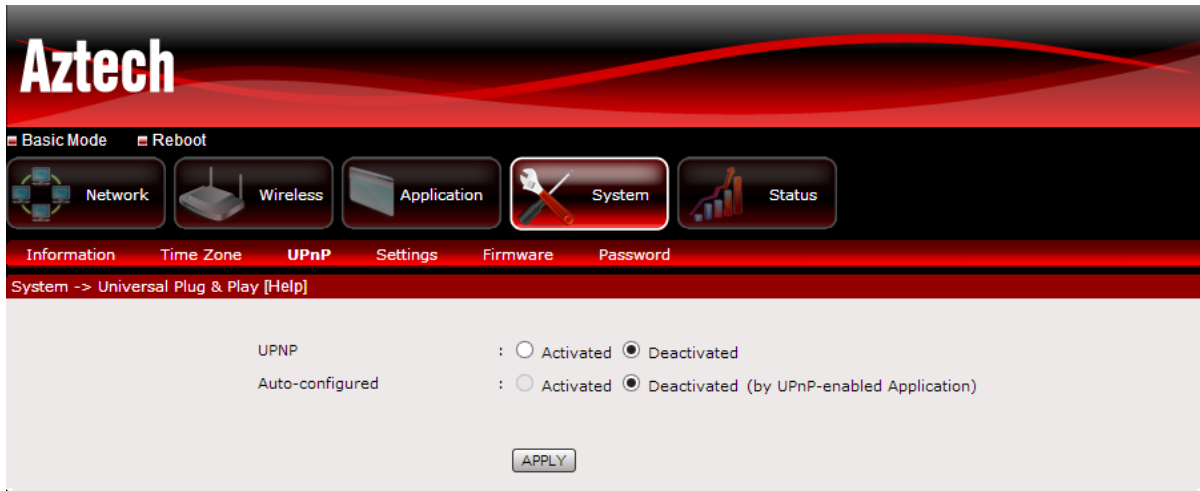 Aztech
Basic Mode Reboot
Network Wireless Application System Status
Information Time Zone UPnP Settings Firmware Password
System -> Universal Plug & Play [Help]
UPNP : Activated Deactivated
Auto-configured : Activated Deactivated (by UPnP-enabled Application)
APPLY